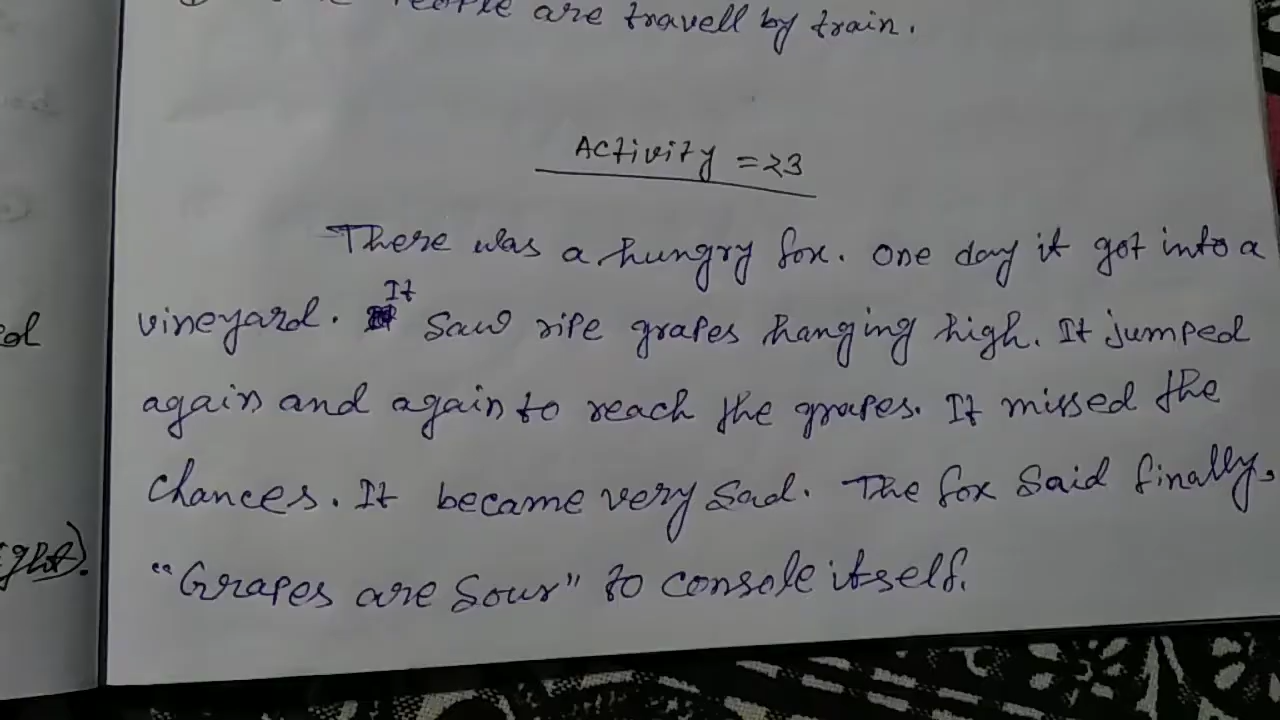 People are travell by train.
Activity = 23
There was a hungry fox. One day it got into a
vineyard. It saw ripe grapes hanging high. It jumped
again and again to reach the grapes. It missed the
chances. It became very sad. The fox said finally,
"Grapes are sour" to console itself.